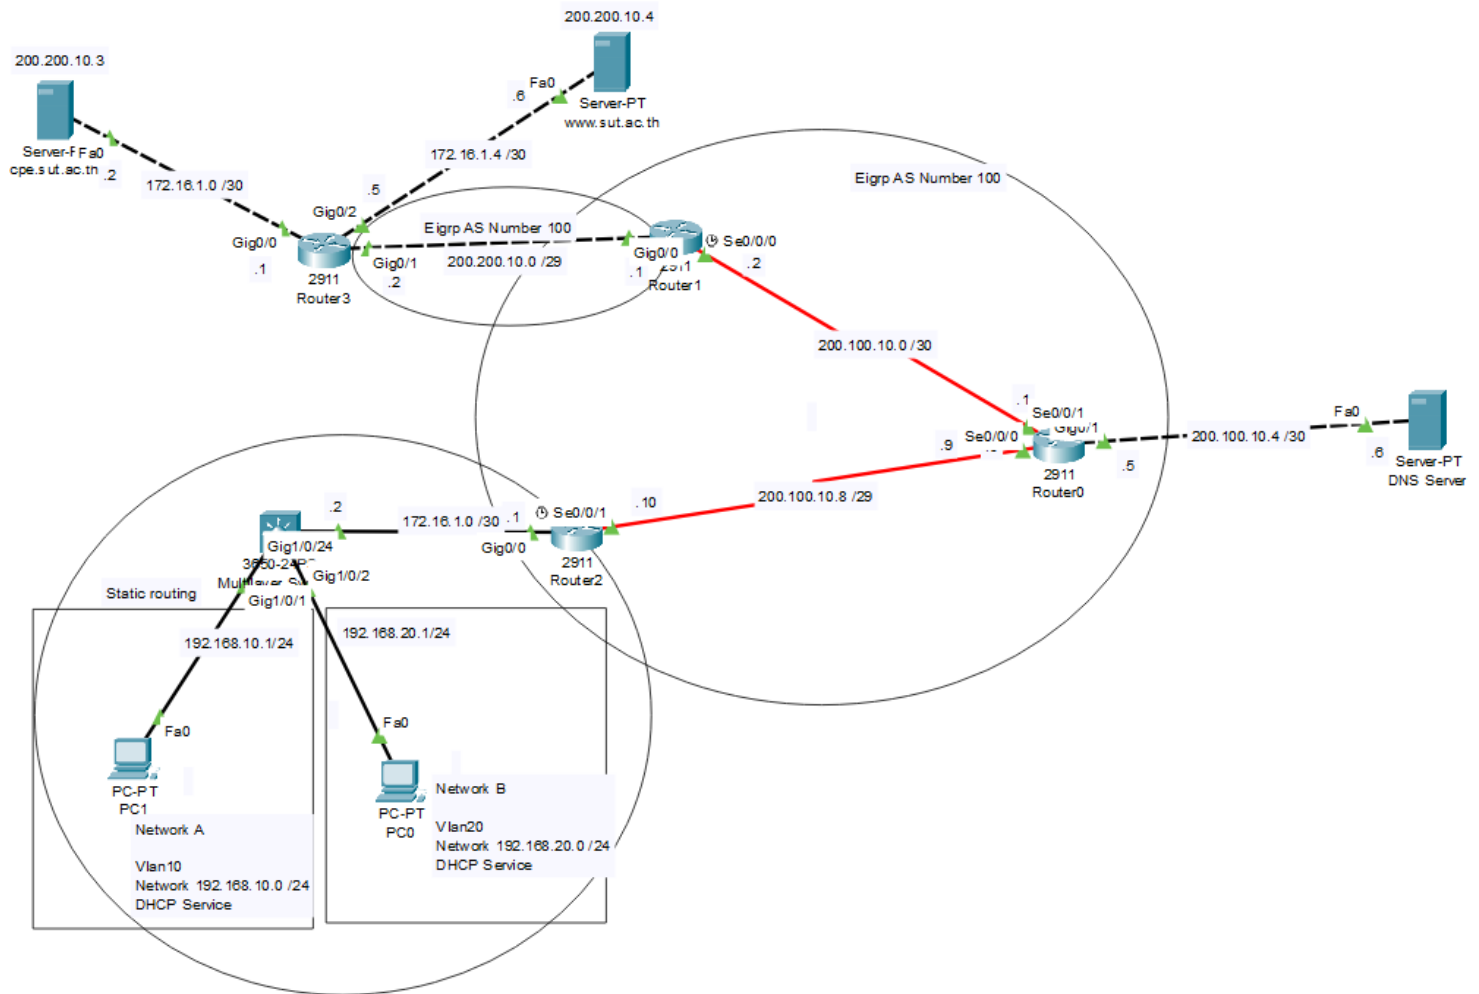 200.200.10.4
200.200.10.3
Fa0
.6
Server-PT
www.sut.ac.th
Fa0
cpe.sut.ac.th
.2
172.16.1.4 /30
172.16.1.0 /30
.5
Eigrp AS Number 100
Gig0/2
Eigrp AS Number 100
Gig0/0
.1
Gig0/1
.2
200.200.10.0 /29
Gig0/0
.1
Se0/0/0
.2
2911
Router3
Router1
200.100.10.0 /30
.1
Se0/0/1
Gig0/1
Se0/0/0
.9
.5
200.100.10.4 /30
Fa0
.6
Server-PT
DNS Server
2911
Router0
200.100.10.8 /29
.10
.2
172.16.1.0 /30
.1
Se0/0/1
Gig0/0
2911
Router2
Gig1/0/24
Gig1/0/2
Gig1/0/1
Static routing
192.168.10.1/24
192.168.20.1/24
Fa0
Fa0
PC-PT
PC1
PC-PT
PC0
Network A
Vlan10
Network 192.168.10.0 /24
DHCP Service
Network B
Vlan20
Network 192.168.20.0 /24
DHCP Service